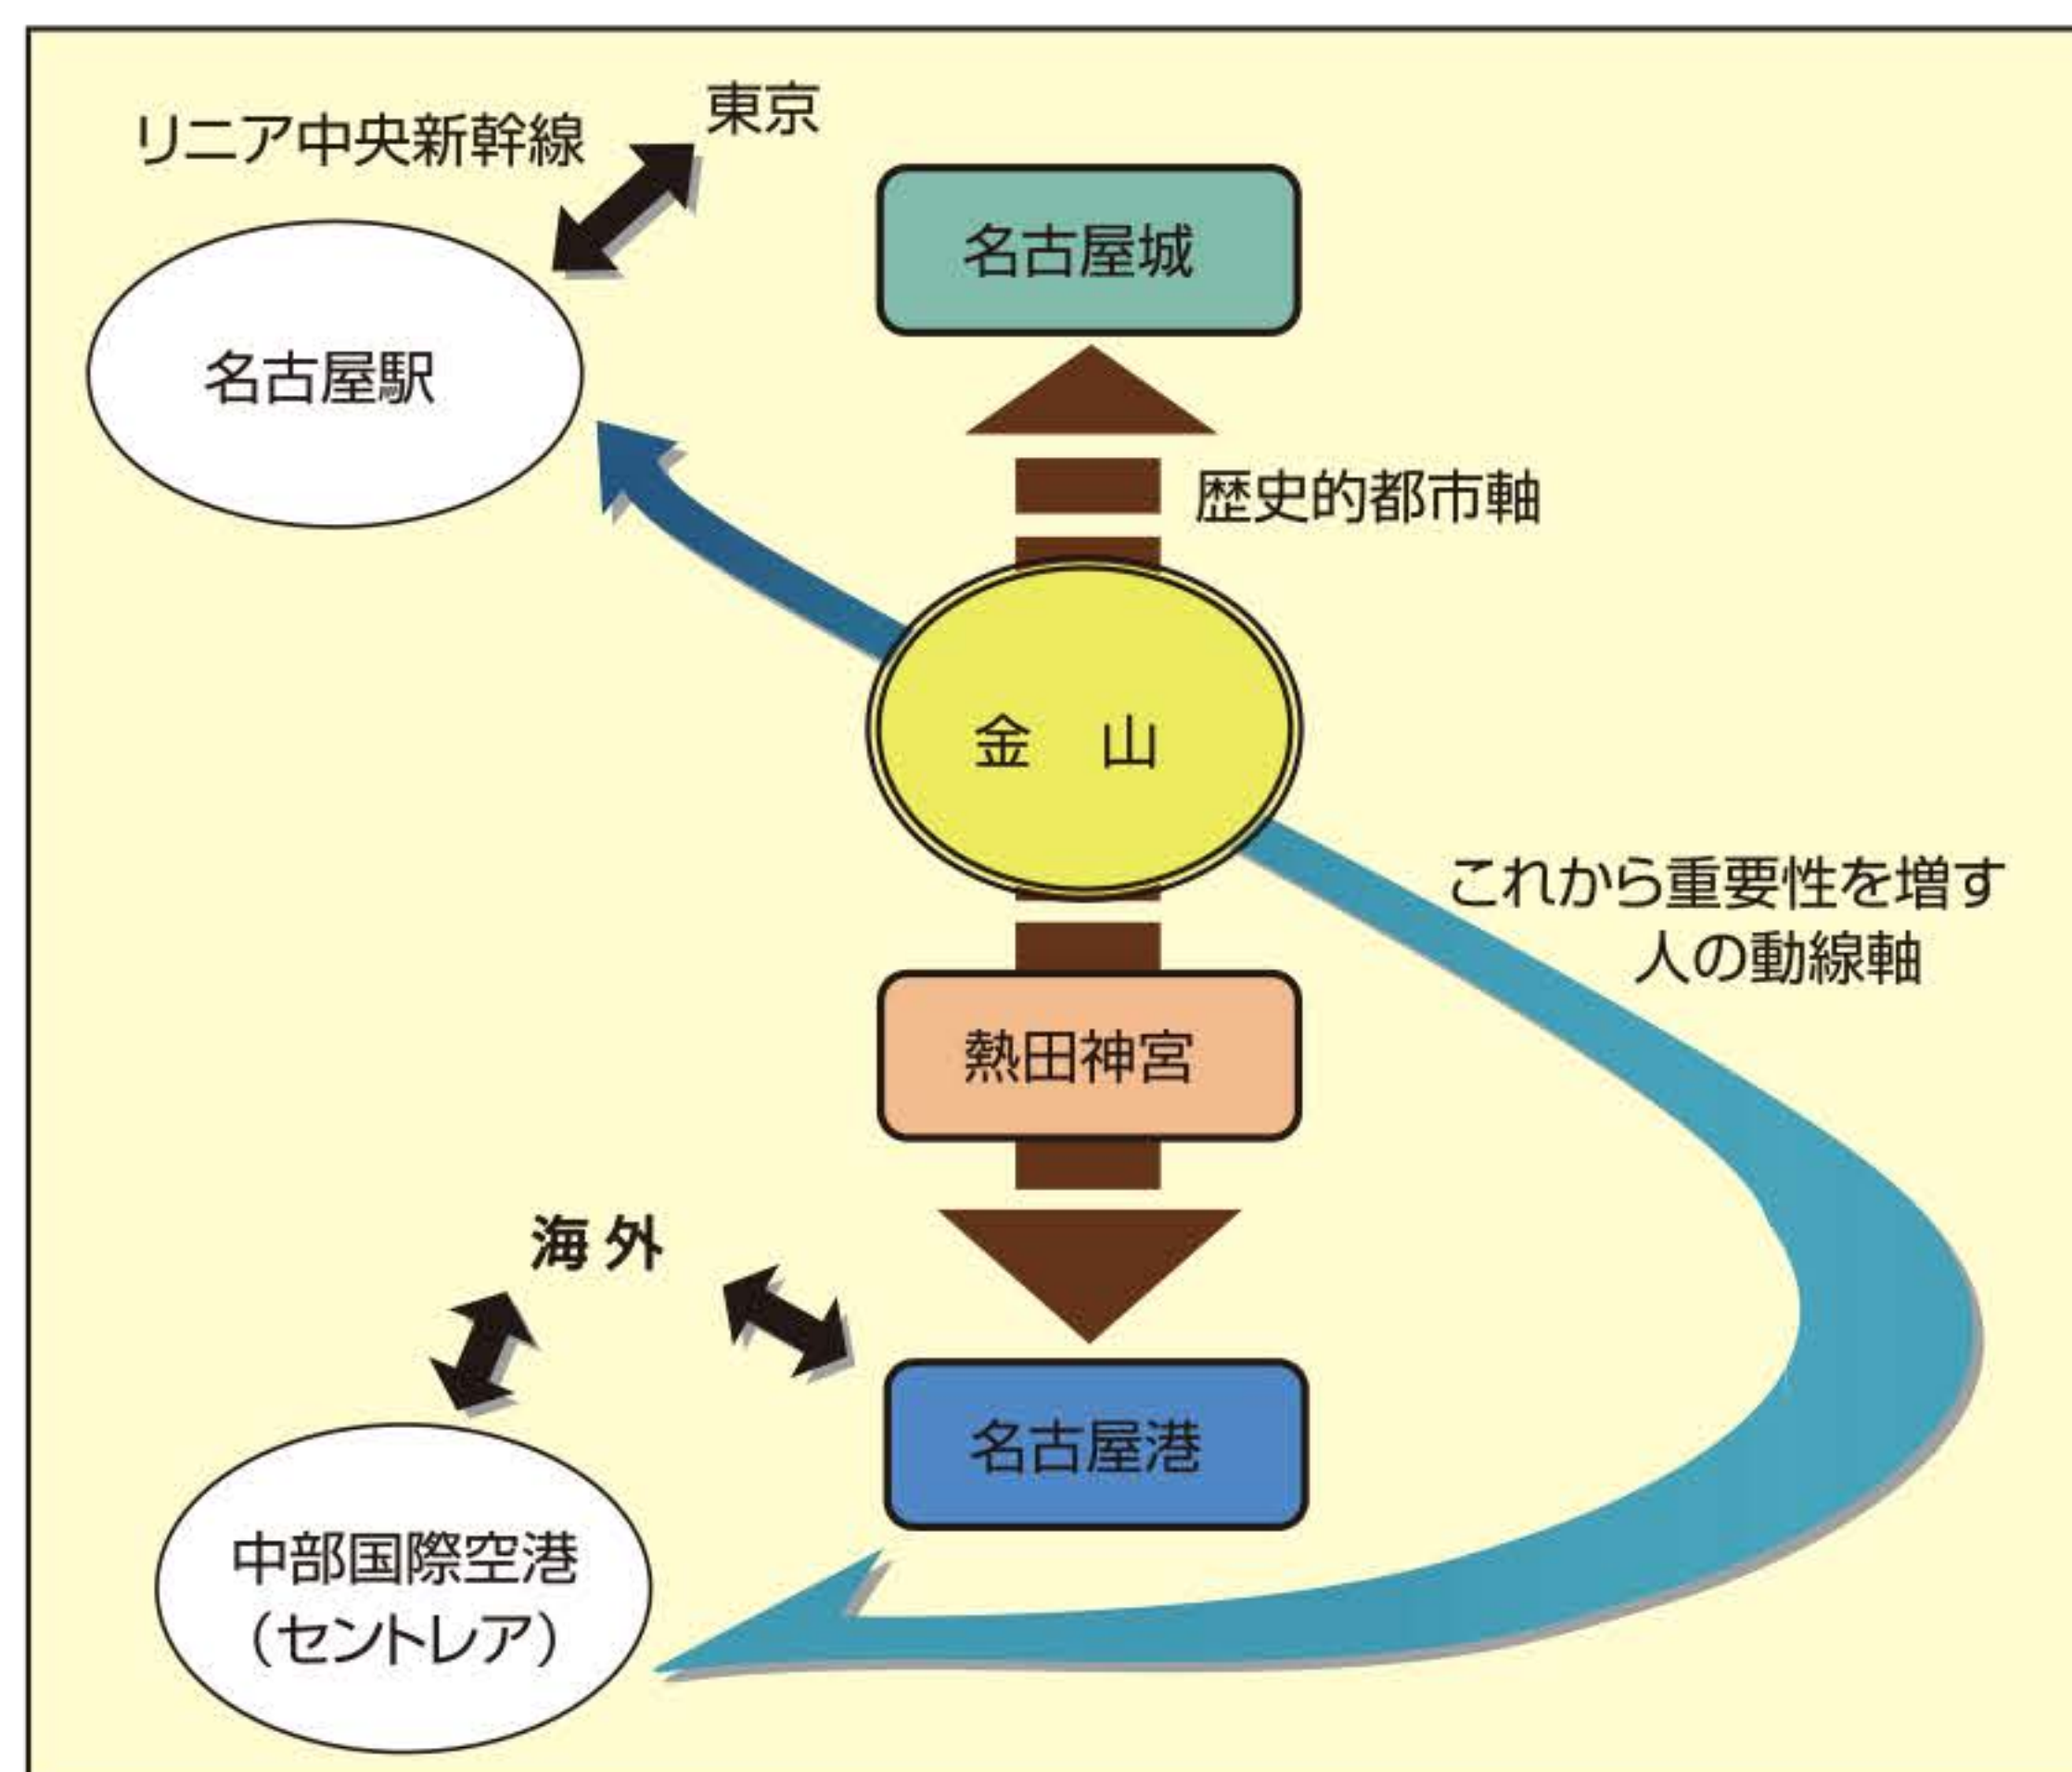 東京
リニア中央新幹線
名古屋城
名古屋駅
歴史的都市軸
金 山
これから重要性を増す
人の動線軸
熱田神宮
海外
名古屋港
中部国際空港
（セントレア）